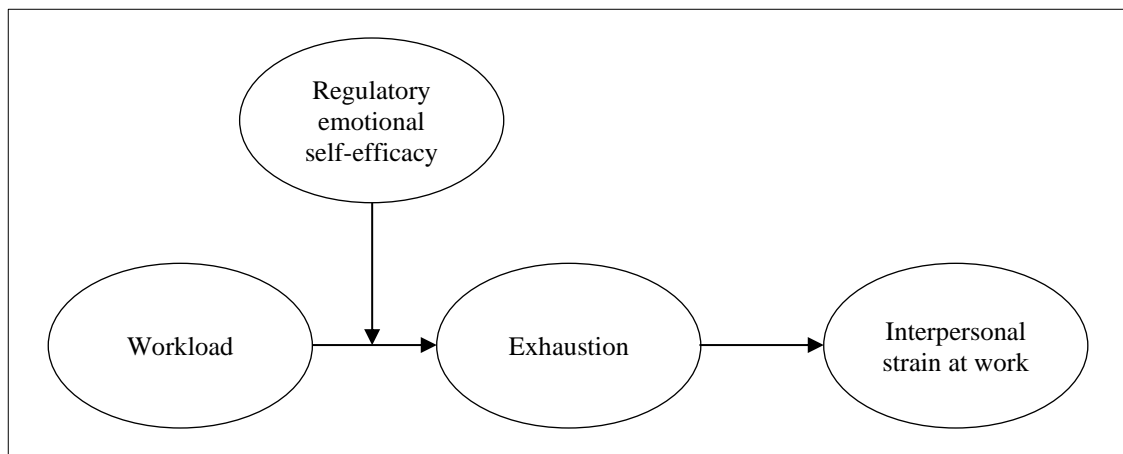 Regulatory
emotional
self-efficacy
Workload
Exhaustion
Interpersonal
strain at work